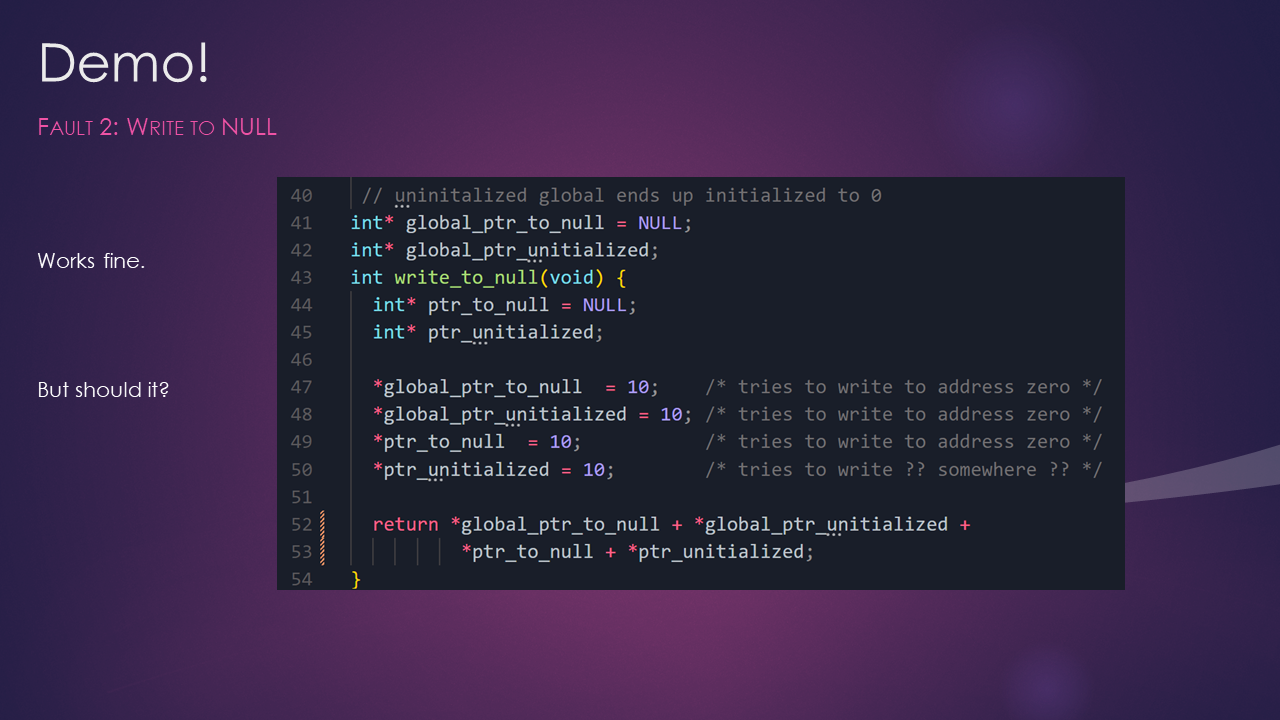 Demo!
Fault 2: Write to NULL
Works fine.
But should it?
40 // uninitalized global ends up initialized to 0
41 int* global_ptr_to_null = NULL;
42 int* global_ptr_unitialized;
43 int write_to_null(void) {
44 int* ptr_to_null = NULL;
45 int* ptr_unitialized;
46
47 *global_ptr_to_null = 10; /* tries to write to address zero */
48 *global_ptr_unitialized = 10; /* tries to write to address zero */
49 *ptr_to_null = 10; /* tries to write to address zero */
50 *ptr_unitialized = 10; /* tries to write ?? somewhere ?? */
51
52 return *global_ptr_to_null + *global_ptr_unitialized +
53 *ptr_to_null + *ptr_unitialized;
54 }